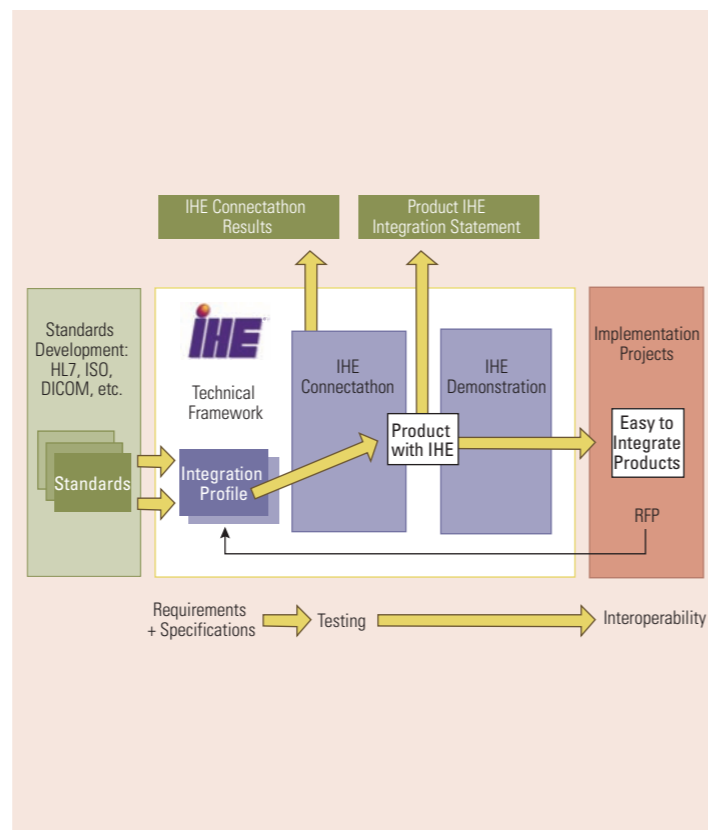 IHE Connectathon
Results
Product IHE
Integration Statement
Standards
Development:
HL7, ISO,
DICOM, etc.
Standards
IHE
Technical
Framework
Integration
Profile
IHE
Connectathon
Product
with IHE
IHE
Demonstration
Implementation
Projects
Easy to
Integrate
Products
RFP
Requirements
+ Specifications
Testing
Interoperability